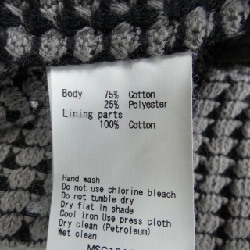 Body 75% Cotton
25% Polyester
Lining parts
100% Cotton
Hand wash
Do not use chlorine bleach
Do not tumble dry
Dry flat in shade
Cool iron Use press cloth
Dry clean (Petroleum)
Wet clean